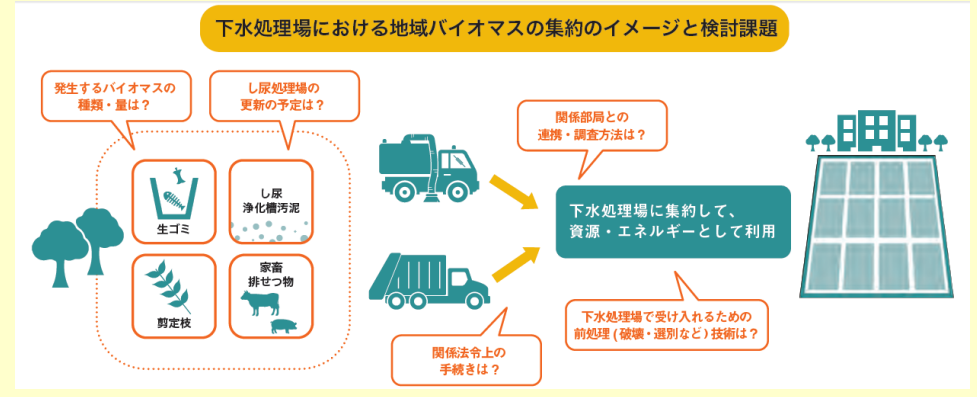 下水処理場における地域バイオマスの集約のイメージと検討課題
発生するバイオマスの
種類・量は？
し尿処理場の
更新の予定は？
関係部局との
連携・調査方法は？
生ゴミ
し尿
浄化槽汚泥
剪定枝
家畜
排せつ物
下水処理場に集約して、
資源・エネルギーとして利用
関係法令上の
手続きは？
下水処理場で受け入れるための
前処理(破壊・選別など)技術は？